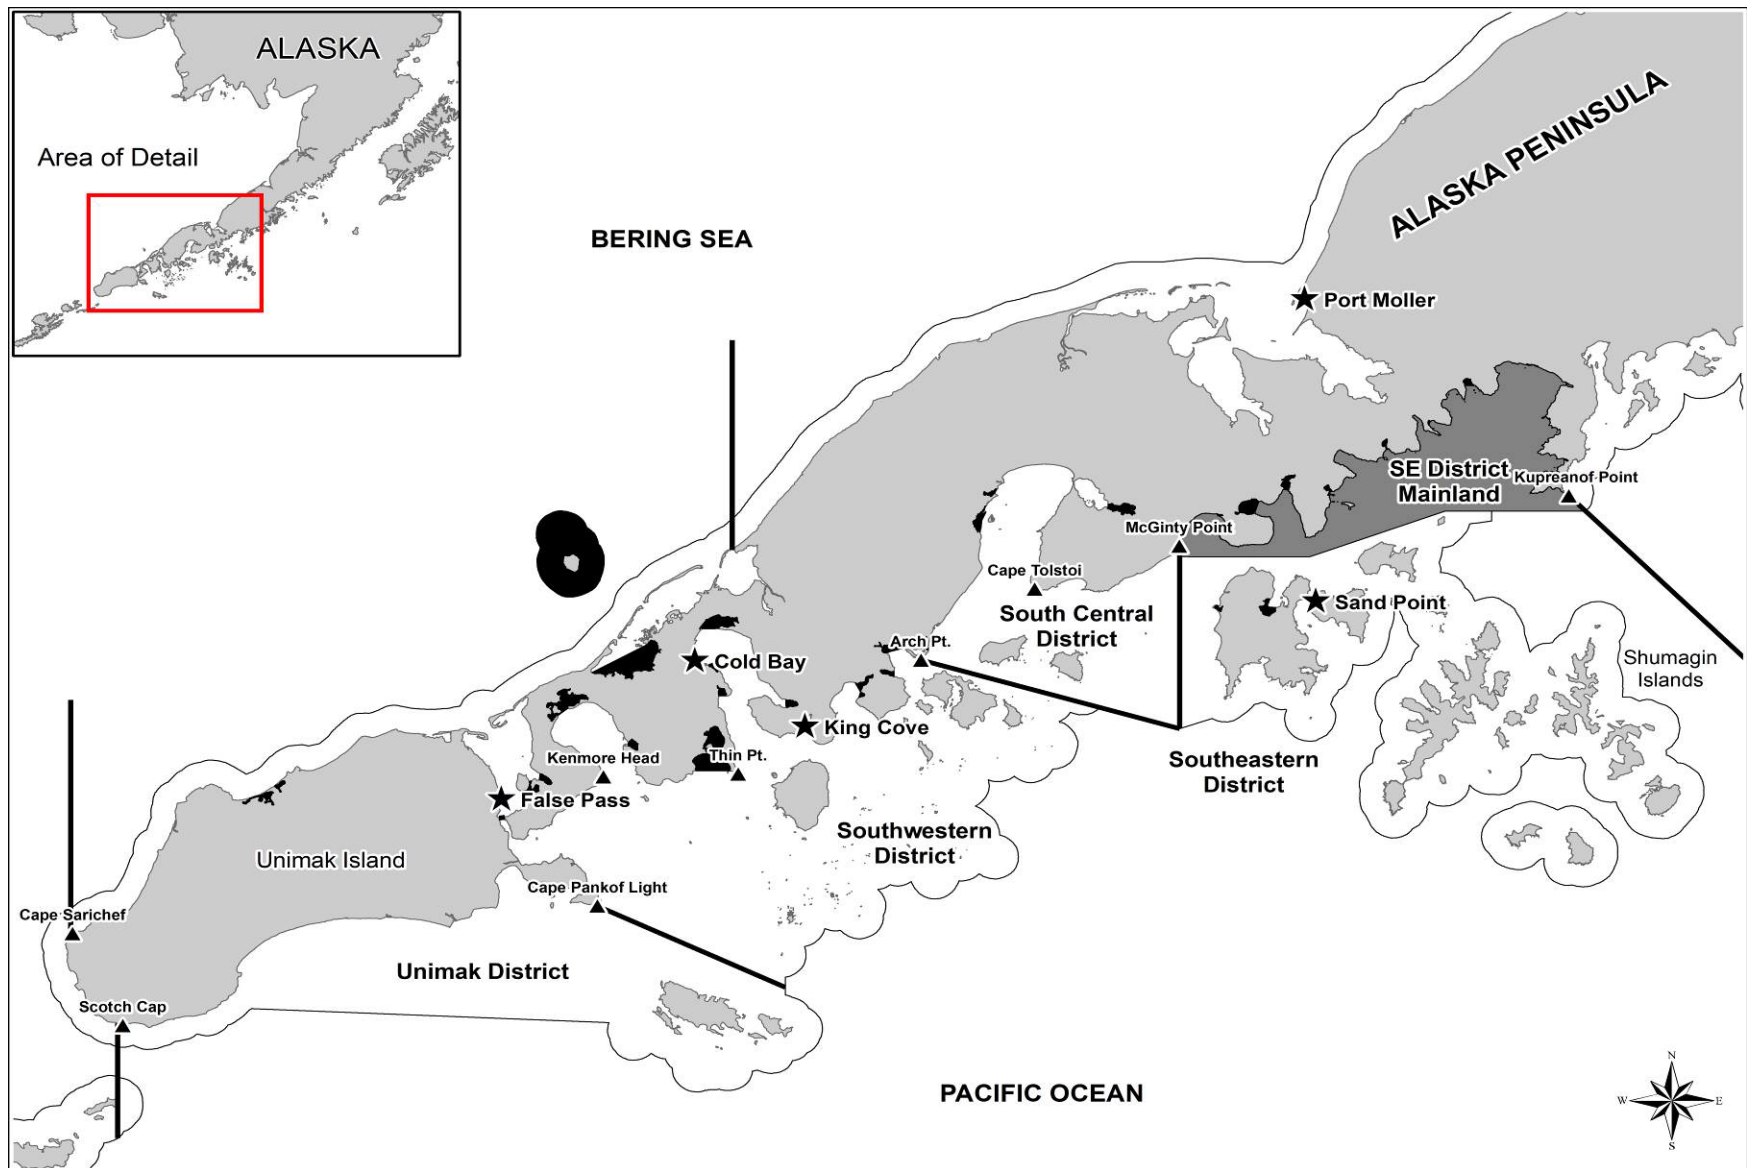 ALASKA
Area of Detail
BERING SEA
ALASKA PENINSULA
Port Moller
SE District
Mainland
Kupreanof Point
McGinty Point
Cape Tolstoi
South Central
District
Sand Point
Arch Pt.
Cold Bay
Shumagin
Islands
King Cove
Kenmore Head
Thin Pt.
Southeastern
District
False Pass
Southwestern
District
Unimak Island
Cape Pankof Light
Cape Sarichef
Unimak District
Scotch Cap
PACIFIC OCEAN
N
W
E
S